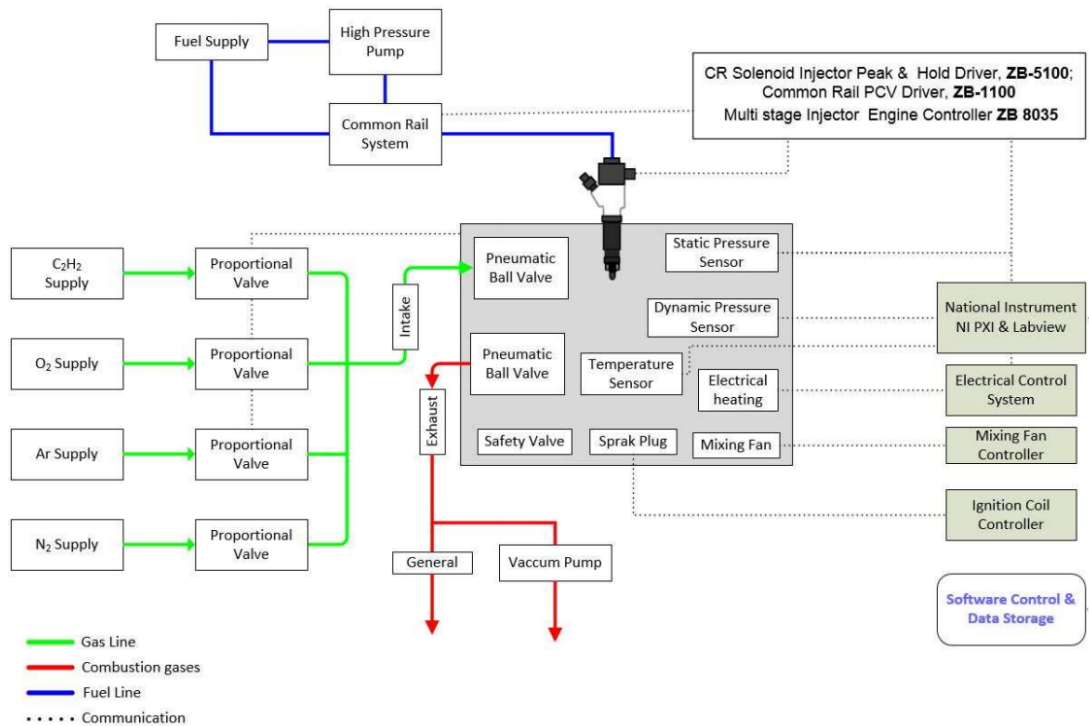 Fuel Supply
High Pressure
Pump
Common Rail
System
CR Solenoid Injector Peak & Hold Driver, ZB-5100;
Common Rail PCV Driver, ZB-1100
Multi stage Injector Engine Controller ZB 8035
C₂H₂
Supply
Proportional
Valve
O₂ Supply
Proportional
Valve
Ar Supply
Proportional
Valve
N₂ Supply
Proportional
Valve
Intake
Exhaust
Pneumatic
Ball Valve
Pneumatic
Ball Valve
Static Pressure
Sensor
Dynamic Pressure
Sensor
Temperature
Sensor
Electrical
heating
Safety Valve
Sprak Plug
Mixing Fan
National Instrument
NI PXI & Labview
Electrical Control
System
Mixing Fan
Controller
Ignition Coil
Controller
General
Vaccum Pump
Software Control &
Data Storage
Gas Line
Combustion gases
Fuel Line
Communication